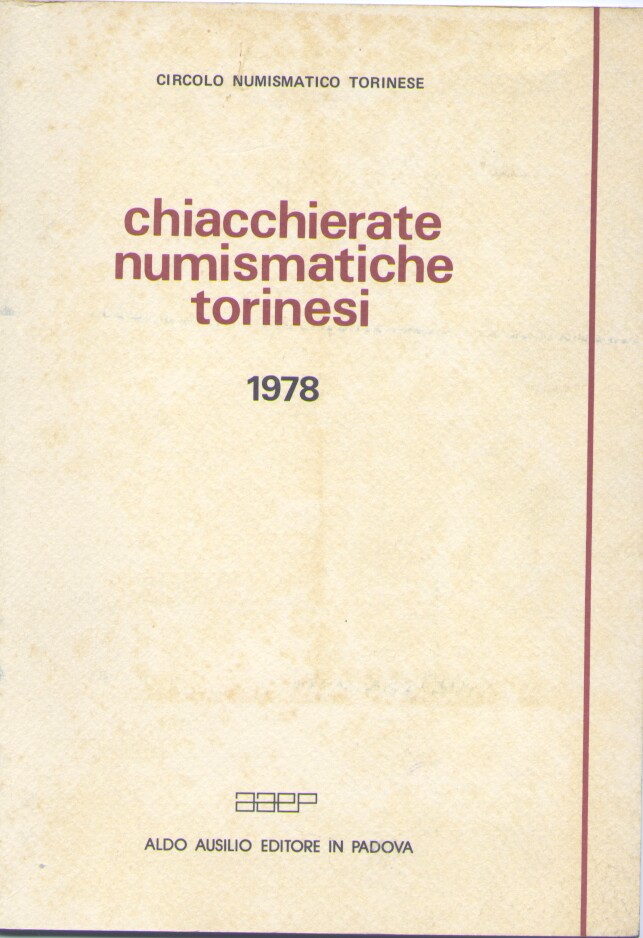 CIRCOLO NUMISMATICO TORINESE
chiacchierate
numismatiche
torinesi
1978
aaep
ALDO AUSILIO EDITORE IN PADOVA